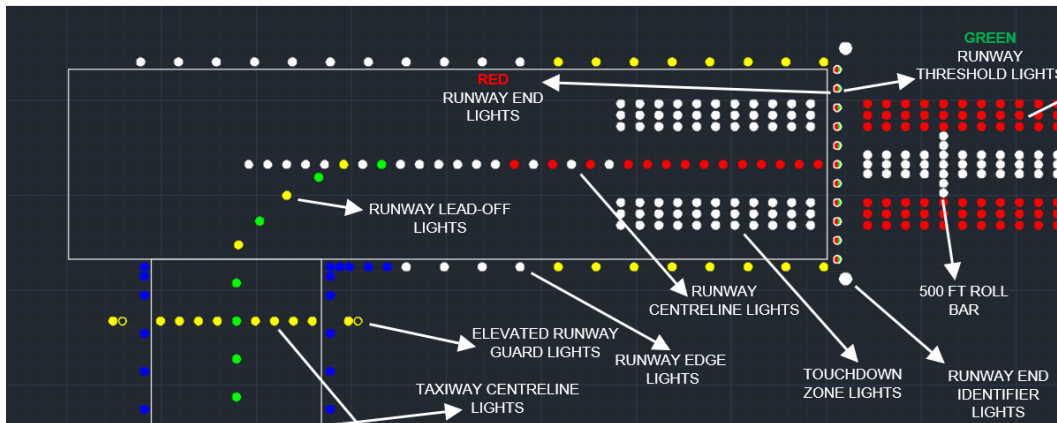 RED
RUNWAY END
LIGHTS
GREEN
RUNWAY
THRESHOLD LIGHTS
RUNWAY LEAD-OFF
LIGHTS
RUNWAY
CENTRELINE LIGHTS
500 FT ROLL
BAR
ELEVATED RUNWAY
GUARD LIGHTS
RUNWAY EDGE
LIGHTS
TOUCHDOWN
ZONE LIGHTS
RUNWAY END
IDENTIFIER
LIGHTS
TAXIWAY CENTRELINE
LIGHTS